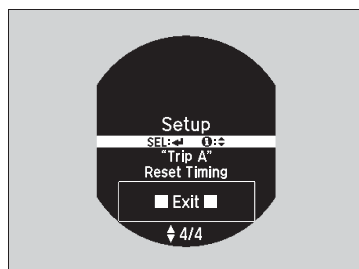 Setup
SEL:↵ ⓘ:⬍
“Trip A”
Reset Timing
■ Exit ■
⬍ 4/4